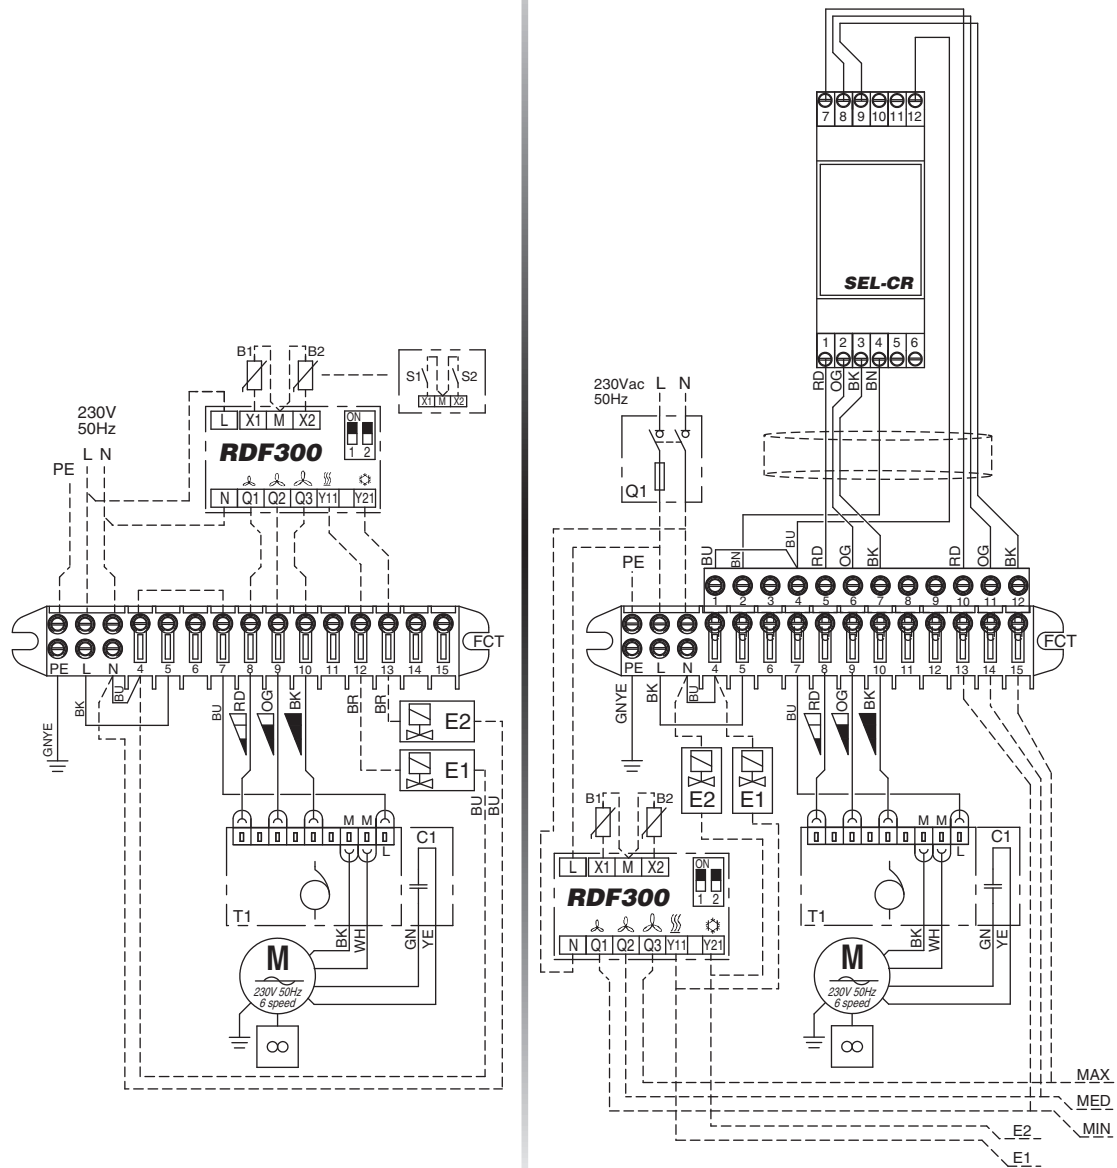 7 8 9 10 11 12
SEL-CR
1 2 3 4 5 6
RD OG BK BN
B1 B2
S1 S2
X1 M X2
L X1 M X2
ON
1 2
RDF300
N Q1 Q2 Q3 Y11 Y21
230V
50Hz
L N
PE
FCT
PE L N 4 5 6 7 8 9 10 11 12 13 14 15
GNYE BK BU BU RD OG BK BR BR
E2
E1
BU BU
M M
L
C1
T1
BK WH GN YE
M
230V 50Hz
6 speed
230Vac
50Hz
L N
Q1
PE
BU BN BU RD OG BK RD OG BK
1 2 3 4 5 6 7 8 9 10 11 12
FCT
PE L N 4 5 6 7 8 9 10 11 12 13 14 15
GNYE BK BU BU RD OG BK
E2 E1
B1 B2
L X1 M X2
ON
1 2
RDF300
N Q1 Q2 Q3 Y11 Y21
M M
L
C1
T1
BK WH GN YE
M
230V 50Hz
6 speed
MAX
MED
MIN
E2
E1